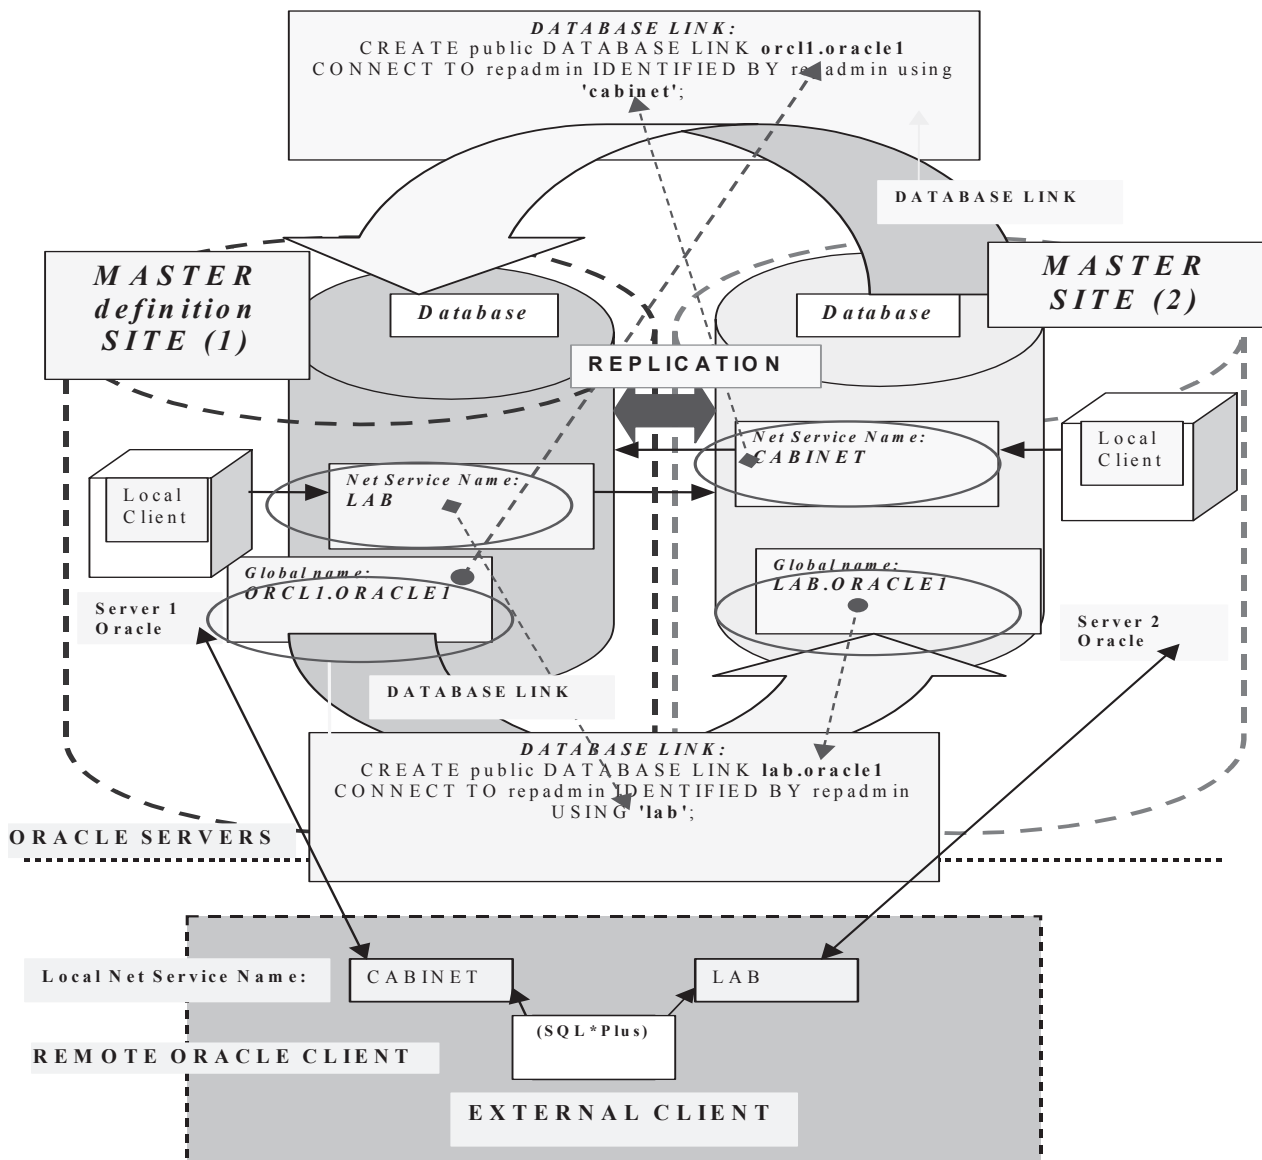 DATABASE LINK:
CREATE public DATABASE LINK orcl1.oracle1
CONNECT TO repadmin IDENTIFIED BY repadmin using
'cabinet';
DATABASE LINK
MASTER
definition
SITE (1)
MASTER
SITE (2)
Database
Database
REPLICATION
Net Service Name:
CABINET
Local
Client
Local
Client
Net Service Name:
LAB
Global name:
ORCL1.ORACLE1
Global name:
LAB.ORACLE1
Server 1
Oracle
Server 2
Oracle
DATABASE LINK
DATABASE LINK:
CREATE public DATABASE LINK lab.oracle1
CONNECT TO repadmin IDENTIFIED BY repadmin
USING 'lab';
ORACLE SERVERS
Local Net Service Name:
CABINET
LAB
(SQL*Plus)
REMOTE ORACLE CLIENT
EXTERNAL CLIENT